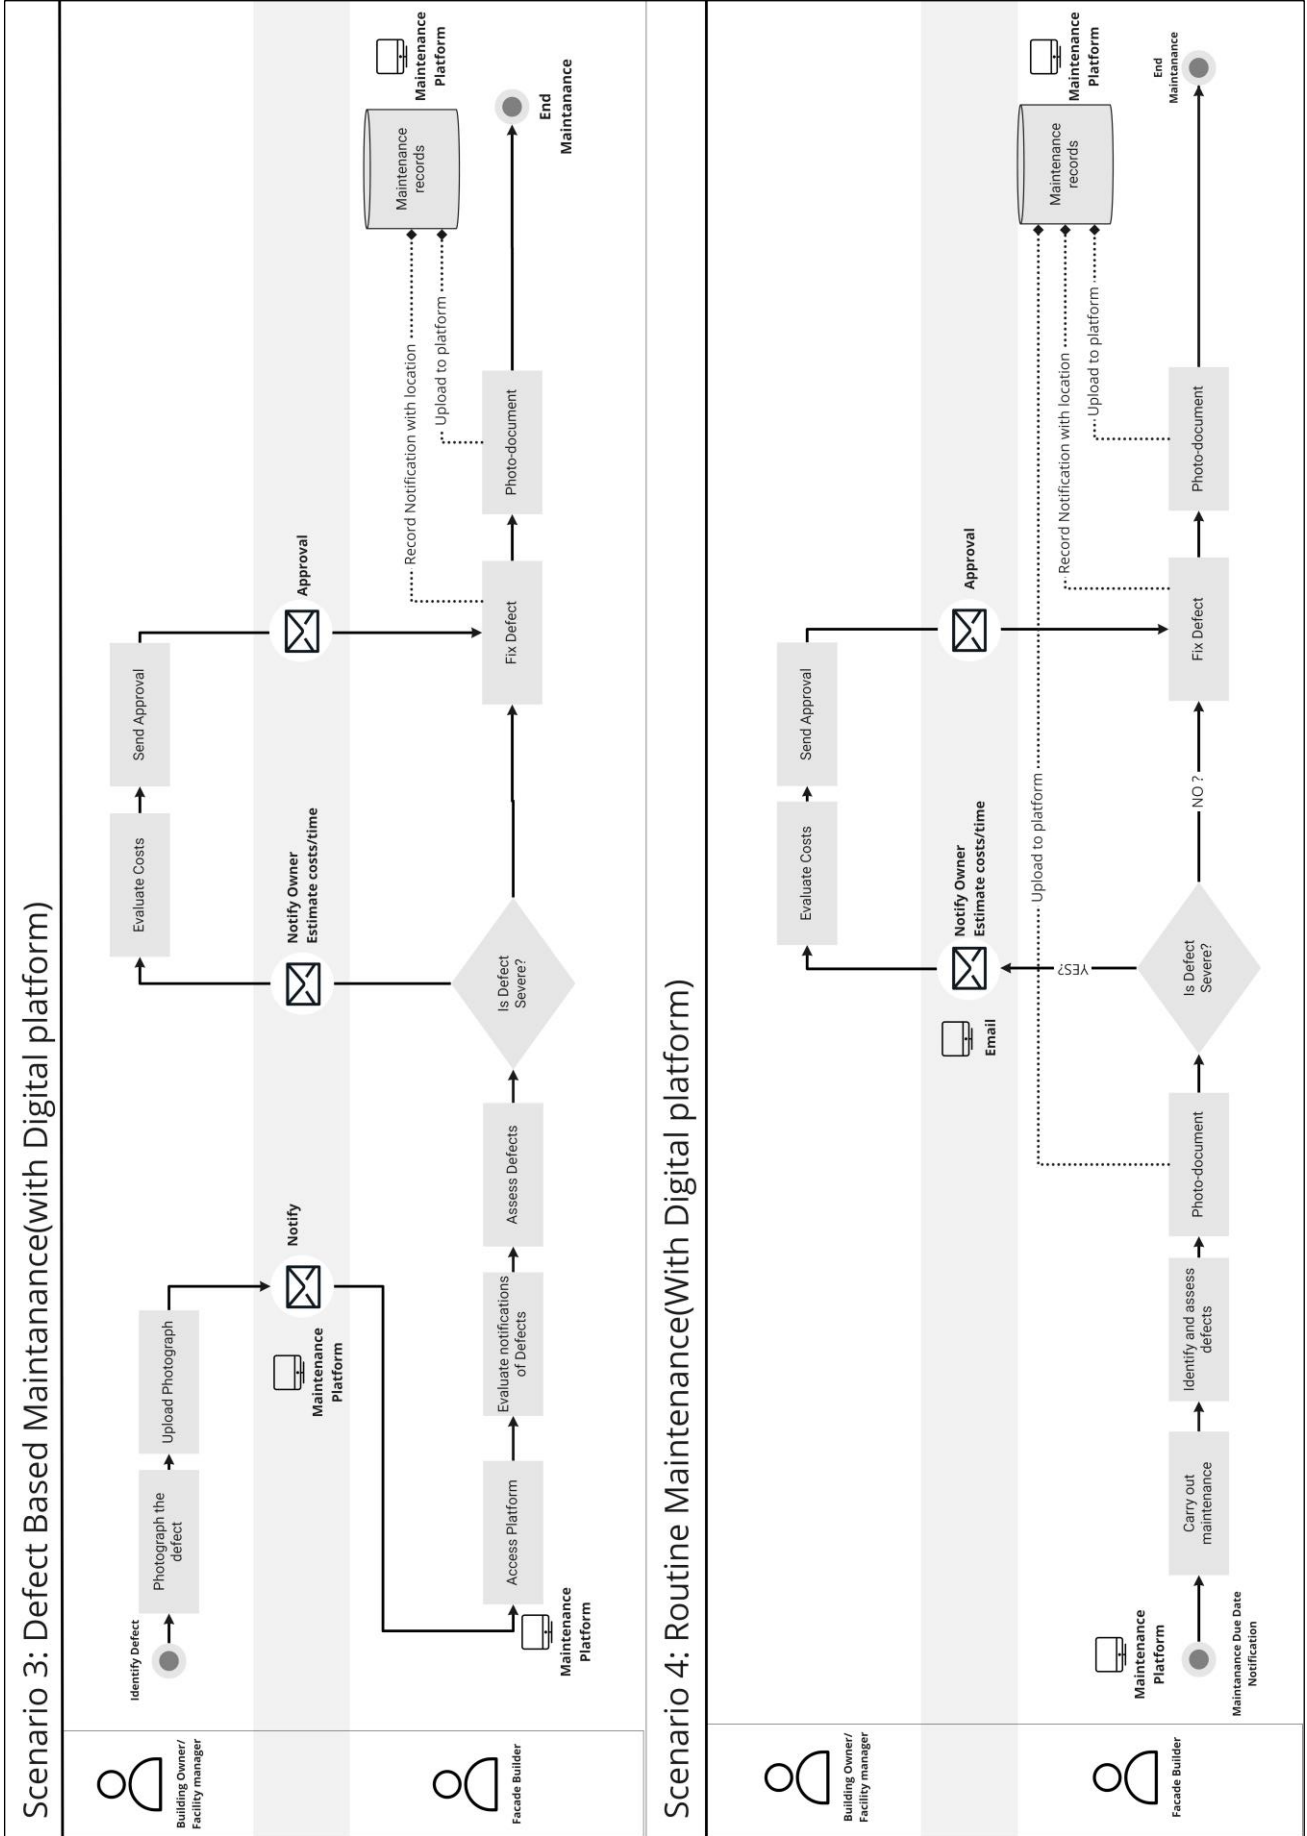 Scenario 3: Defect Based Maintanance(with Digital platform)
Building Owner/
Facility manager
Identify Defect
Photograph the
defect
Upload Photograph
Notify
Maintenance
Platform
Evaluate Costs
Send Approval
Notify Owner
Estimate costs/time
Approval
Facade Builder
Maintenance
Platform
Access Platform
Evaluate notifications
of Defects
Assess Defects
Is Defect
Severe?
Fix Defect
Photo-document
Record Notification with location
Upload to platform
Maintenance
records
Maintenance
Platform
End
Maintanance
Scenario 4: Routine Maintenance(With Digital platform)
Building Owner/
Facility manager
Evaluate Costs
Send Approval
Email
Notify Owner
Estimate costs/time
Approval
Facade Builder
Maintenance
Platform
Maintanance Due Date
Notification
Carry out
maintenance
Identify and assess
defects
Photo-document
Upload to platform
Is Defect
Severe?
YES?
NO ?
Fix Defect
Photo-document
Record Notification with location
Upload to platform
Maintenance
records
Maintenance
Platform
End
Maintanance